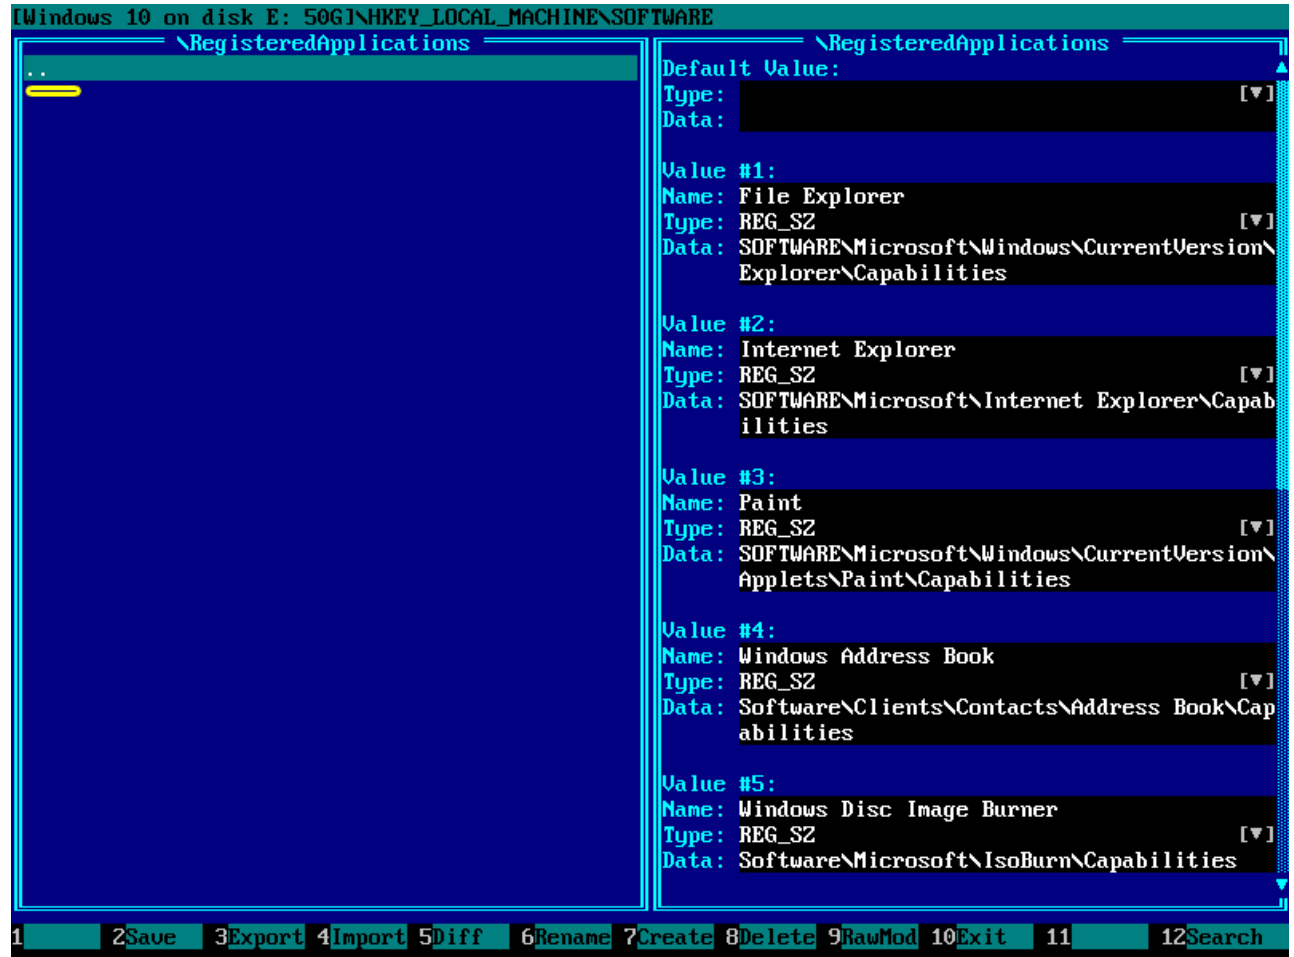 [Windows 10 on disk E: 50G]\HKEY_LOCAL_MACHINE\SOFTWARE
\RegisteredApplications
..
\RegisteredApplications
Default Value:
Type: [▼]
Data:
Value #1:
Name: File Explorer
Type: REG_SZ [▼]
Data: SOFTWARE\Microsoft\Windows\CurrentVersion\
Explorer\Capabilities
Value #2:
Name: Internet Explorer
Type: REG_SZ [▼]
Data: SOFTWARE\Microsoft\Internet Explorer\Capab
ilities
Value #3:
Name: Paint
Type: REG_SZ [▼]
Data: SOFTWARE\Microsoft\Windows\CurrentVersion\
Applets\Paint\Capabilities
Value #4:
Name: Windows Address Book
Type: REG_SZ [▼]
Data: Software\Clients\Contacts\Address Book\Cap
abilities
Value #5:
Name: Windows Disc Image Burner
Type: REG_SZ [▼]
Data: Software\Microsoft\IsoBurn\Capabilities
1 2Save 3Export 4Import 5Diff 6Rename 7Create 8Delete 9RawMod 10Exit 11 12Search